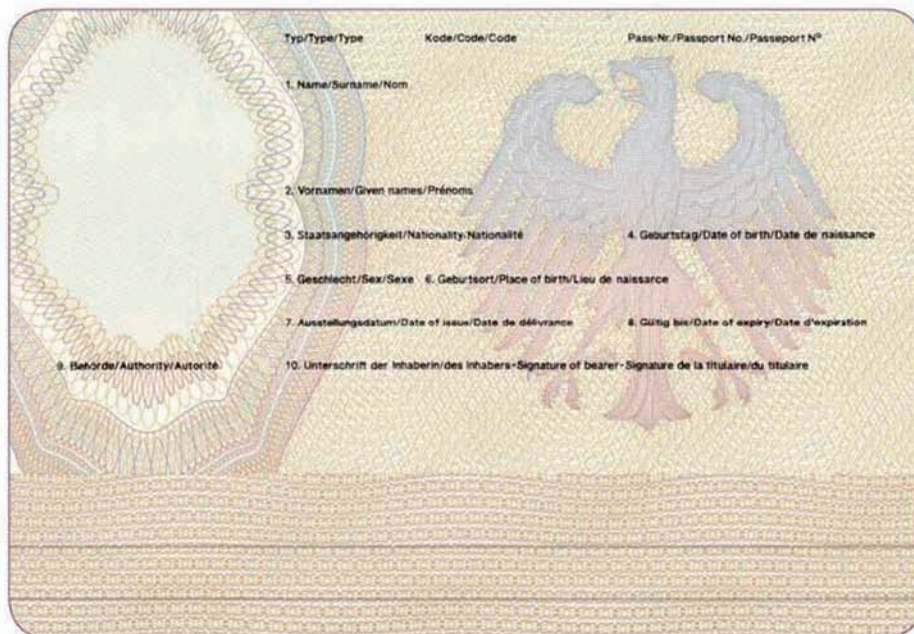 Typ/Type/Type Kode/Code/Code Pass-Nr./Passport No./Passeport N°
1. Name/Surname/Nom
2. Vornamen/Given names/Prénoms
3. Staatsangehörigkeit/Nationality/Nationalité 4. Geburtstag/Date of birth/Date de naissance
5. Geschlecht/Sex/Sexe 6. Geburtsort/Place of birth/Lieu de naissance
7. Ausstellungsdatum/Date of issue/Date de délivrance 8. Gültig bis/Date of expiry/Date d'expiration
9. Behörde/Authority/Autorité 10. Unterschrift der Inhaberin/des Inhabers-Signature of bearer-Signature de la titulaire/du titulaire